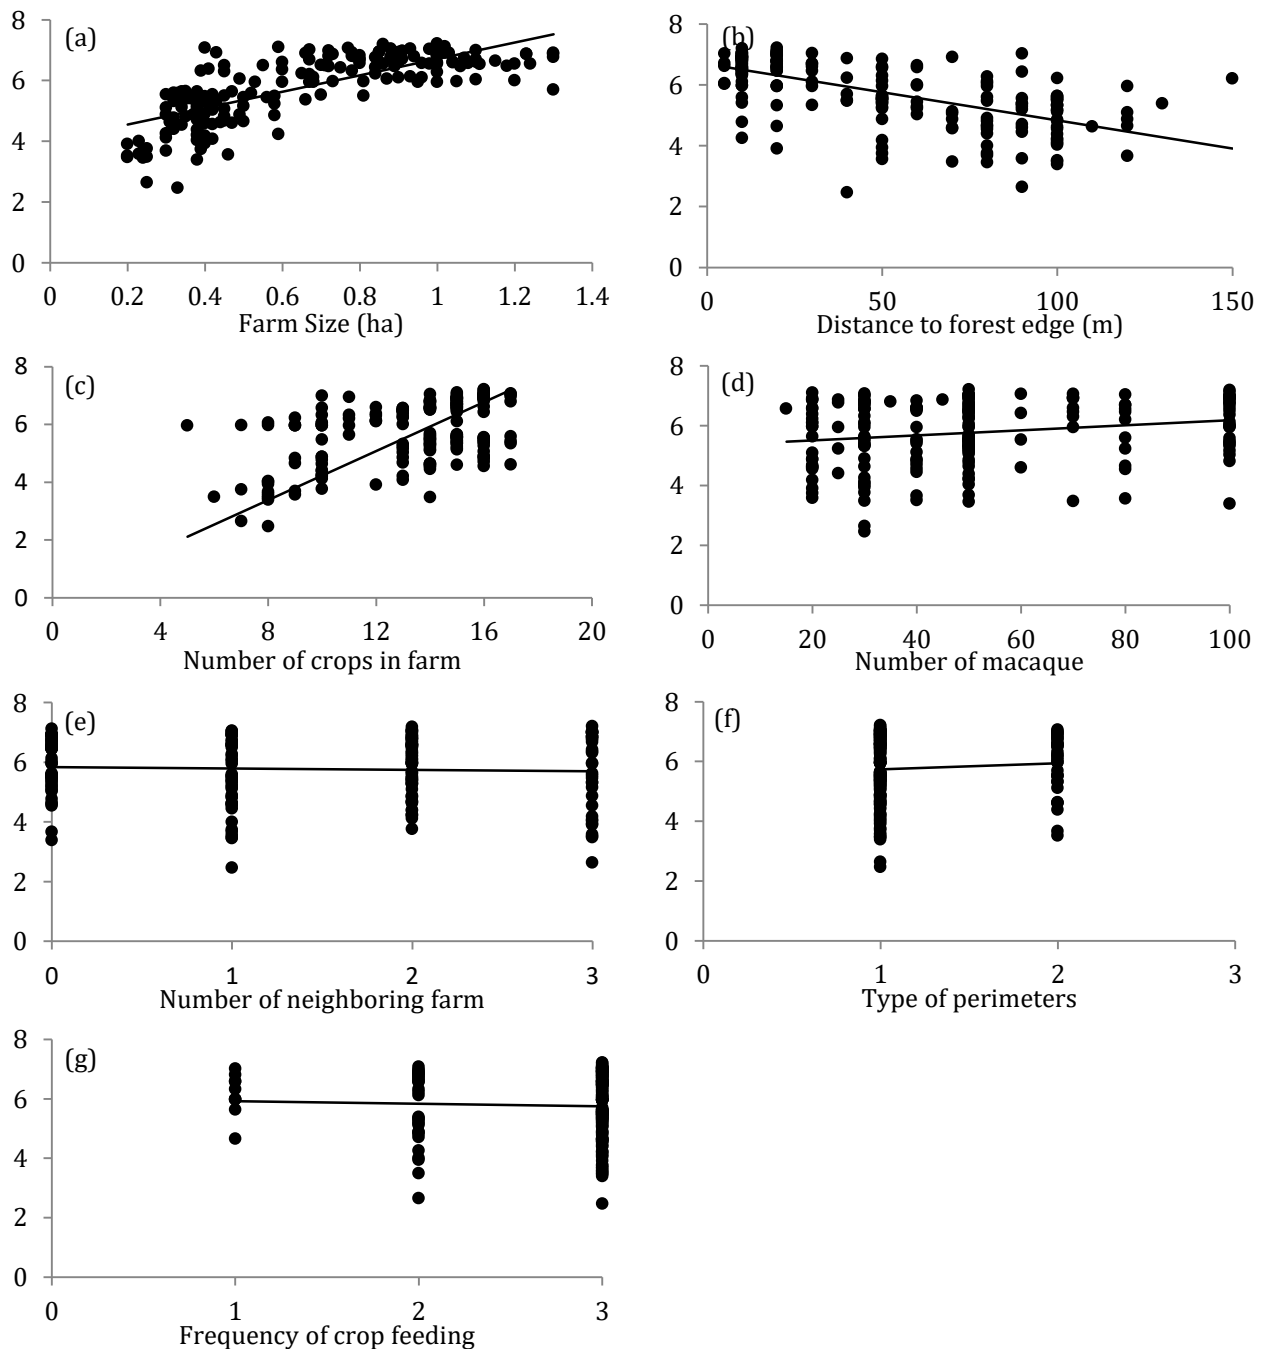 (a)
8
6
4
2
0
0 0.2 0.4 0.6 0.8 1 1.2 1.4
Farm Size (ha)
(b)
8
6
4
2
0
0 50 100 150
Distance to forest edge (m)
(c)
8
6
4
2
0
0 4 8 12 16 20
Number of crops in farm
(d)
8
6
4
2
0
0 20 40 60 80 100
Number of macaque
(e)
8
6
4
2
0
0 1 2 3
Number of neighboring farm
(f)
8
6
4
2
0
0 1 2 3
Type of perimeters
(g)
8
6
4
2
0
0 1 2 3
Frequency of crop feeding